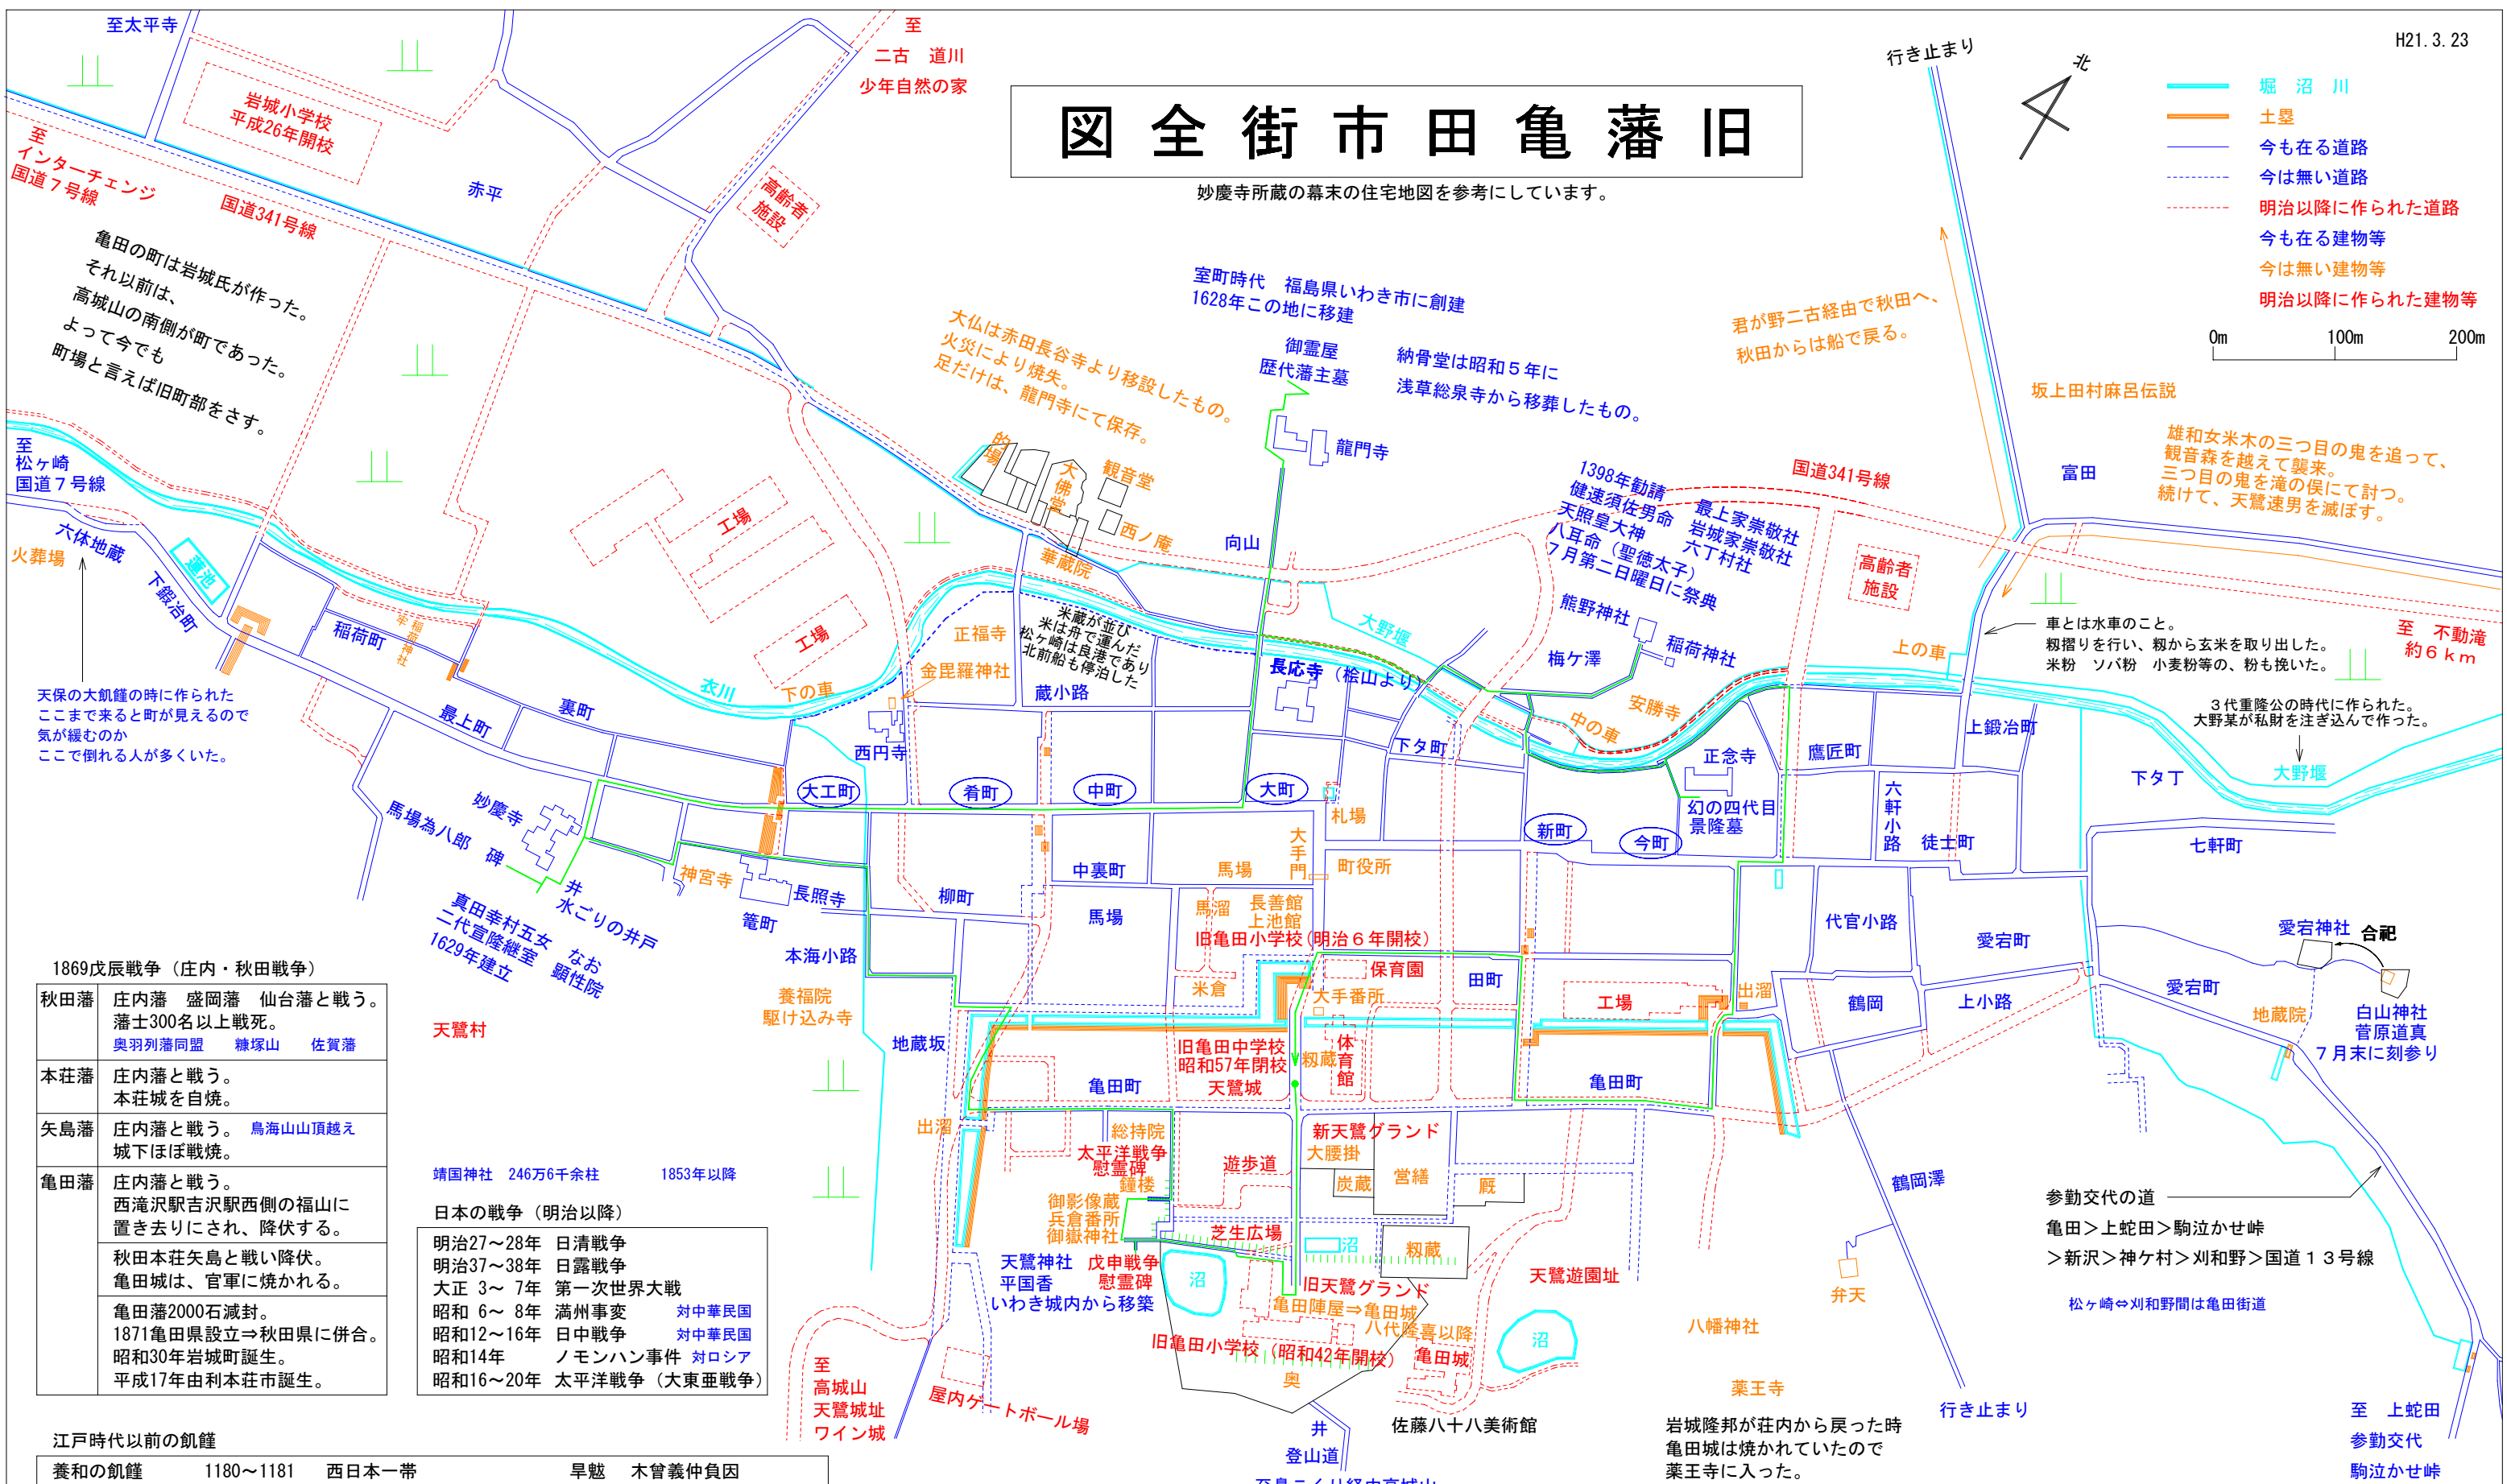 至太平寺
至
二古　道川
少年自然の家
H21.3.23
図全街市田亀藩旧
妙慶寺所蔵の幕末の住宅地図を参考にしています。
行き止まり
北
堀　沼　川
土塁
今も在る道路
今は無い道路
明治以降に作られた道路
今も在る建物等
今は無い建物等
明治以降に作られた建物等
0m　100m　200m
岩城小学校
平成26年開校
至
インターチェンジ
国道７号線
国道341号線
赤平
高齢者
施設
亀田の町は岩城氏が作った。
それ以前は、
高城山の南側が町であった。
よって今でも
町場と言えば旧町部をさす。
至
松ヶ崎
国道７号線
六体地蔵
火葬場
蓮池
下鍛冶町
天保の大飢饉の時に作られた
ここまで来ると町が見えるので
気が緩むのか
ここで倒れる人が多くいた。
稲荷町
稲荷神社
牢
最上町
裏町
工場
工場
衣川
下の車
大仏は赤田長谷寺より移設したもの。
火災により焼失。
足だけは、龍門寺にて保存。
的場
大佛堂
観音堂
西ノ庵
華蔵院
室町時代　福島県いわき市に創建
1628年この地に移建
御霊屋
歴代藩主墓
納骨堂は昭和５年に
浅草総泉寺から移葬したもの。
龍門寺
向山
正福寺
金毘羅神社
米蔵が並び
米は舟で運んだ
松ヶ崎は良港であり
北前船も停泊した
蔵小路
西円寺
長応寺（桧山より）
大野堰
下タ町
君が野二古経由で秋田へ、
秋田からは船で戻る。
坂上田村麻呂伝説
雄和女米木の三つ目の鬼を追って、
観音森を越えて襲来。
三つ目の鬼を滝の俣にて討つ。
続けて、天鷺速男を滅ぼす。
国道341号線
富田
1398年勧請
健速須佐男命　最上家崇敬社
天照皇大神　岩城家崇敬社
八耳命（聖徳太子）　六丁村社
７月第二日曜日に祭典
熊野神社
稲荷神社
梅ケ澤
高齢者
施設
上の車
車とは水車のこと。
籾摺りを行い、籾から玄米を取り出した。
米粉　ソバ粉　小麦粉等の、粉も挽いた。
至　不動滝
約６ｋｍ
３代重隆公の時代に作られた。
大野某が私財を注ぎ込んで作った。
大野堰
安勝寺
中の車
正念寺
鷹匠町
上鍛冶町
下タ丁
幻の四代目
景隆墓
六軒小路
徒士町
七軒町
大工町
肴町
中町
大町
札場
新町
今町
妙慶寺
馬場為八郎　碑
神宮寺
井
水ごりの井戸
真田幸村五女　なお
二代宣隆継室　顕性院
1629年建立
長照寺
篭町
柳町
中裏町
馬場
大手門
町役所
馬場
馬溜
長善館
上池館
旧亀田小学校(明治６年開校)
保育園
代官小路
愛宕町
愛宕神社
合祀
白山神社
菅原道真
７月末に刻参り
愛宕町
地蔵院
本海小路
養福院
駆け込み寺
米倉
大手番所
田町
工場
出溜
鶴岡
上小路
天鷺村
地蔵坂
亀田町
旧亀田中学校
昭和57年閉校
天鷺城
籾蔵
体育館
亀田町
出溜
総持院
太平洋戦争
慰霊碑
鐘楼
御影像蔵
兵倉番所
御嶽神社
遊歩道
新天鷺グランド
大腰掛
炭蔵
営繕
厩
芝生広場
沼
籾蔵
天鷺神社
平国香
いわき城内から移築
戊申戦争
慰霊碑
沼
旧天鷺グランド
亀田陣屋⇒亀田城
八代隆喜以降
旧亀田小学校（昭和42年開校）
亀田城
奥
沼
天鷺遊園址
鶴岡澤
弁天
八幡神社
薬王寺
行き止まり
参勤交代の道
亀田＞上蛇田＞駒泣かせ峠
＞新沢＞神ケ村＞刈和野＞国道１３号線
松ヶ崎⇔刈和野間は亀田街道
至　上蛇田
参勤交代
駒泣かせ峠
岩城隆邦が荘内から戻った時
亀田城は焼かれていたので
薬王寺に入った。
佐藤八十八美術館
井
登山道
屋内ゲートボール場
至
高城山
天鷺城址
ワイン城
1869戊辰戦争（庄内・秋田戦争）
秋田藩　庄内藩　盛岡藩　仙台藩と戦う。
藩士300名以上戦死。
奥羽列藩同盟　糠塚山　佐賀藩
本荘藩　庄内藩と戦う。
本荘城を自焼。
矢島藩　庄内藩と戦う。　鳥海山山頂越え
城下ほぼ戦焼。
亀田藩　庄内藩と戦う。
西滝沢駅吉沢駅西側の福山に
置き去りにされ、降伏する。
秋田本荘矢島と戦い降伏。
亀田城は、官軍に焼かれる。
亀田藩2000石減封。
1871亀田県設立⇒秋田県に併合。
昭和30年岩城町誕生。
平成17年由利本荘市誕生。
靖国神社　246万6千余柱　1853年以降
日本の戦争（明治以降）
明治27～28年　日清戦争
明治37～38年　日露戦争
大正 3～ 7年　第一次世界大戦
昭和 6～ 8年　満州事変　対中華民国
昭和12～16年　日中戦争　対中華民国
昭和14年　ノモンハン事件　対ロシア
昭和16～20年　太平洋戦争（大東亜戦争）
江戸時代以前の飢饉
養和の飢饉　1180～1181　西日本一帯　旱魃　木曾義仲負因